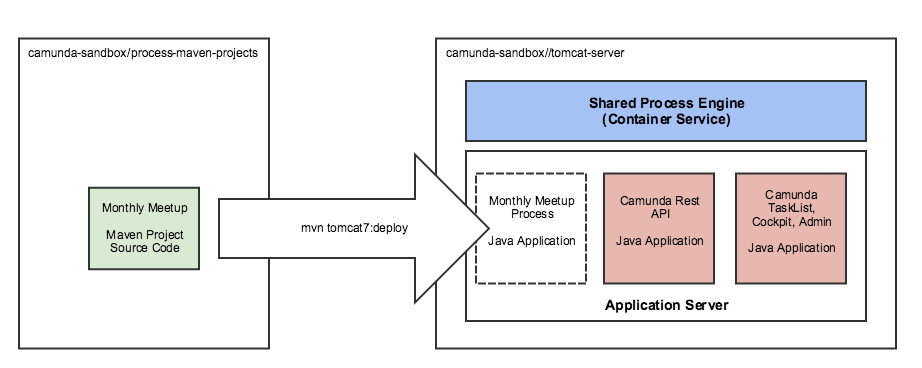 camunda-sandbox/process-maven-projects
camunda-sandbox//tomcat-server
Shared Process Engine
(Container Service)
Monthly Meetup
Maven Project
Source Code
mvn tomcat7:deploy
Monthly Meetup
Process
Java Application
Camunda Rest
API
Java Application
Camunda
TaskList,
Cockpit, Admin
Java Application
Application Server